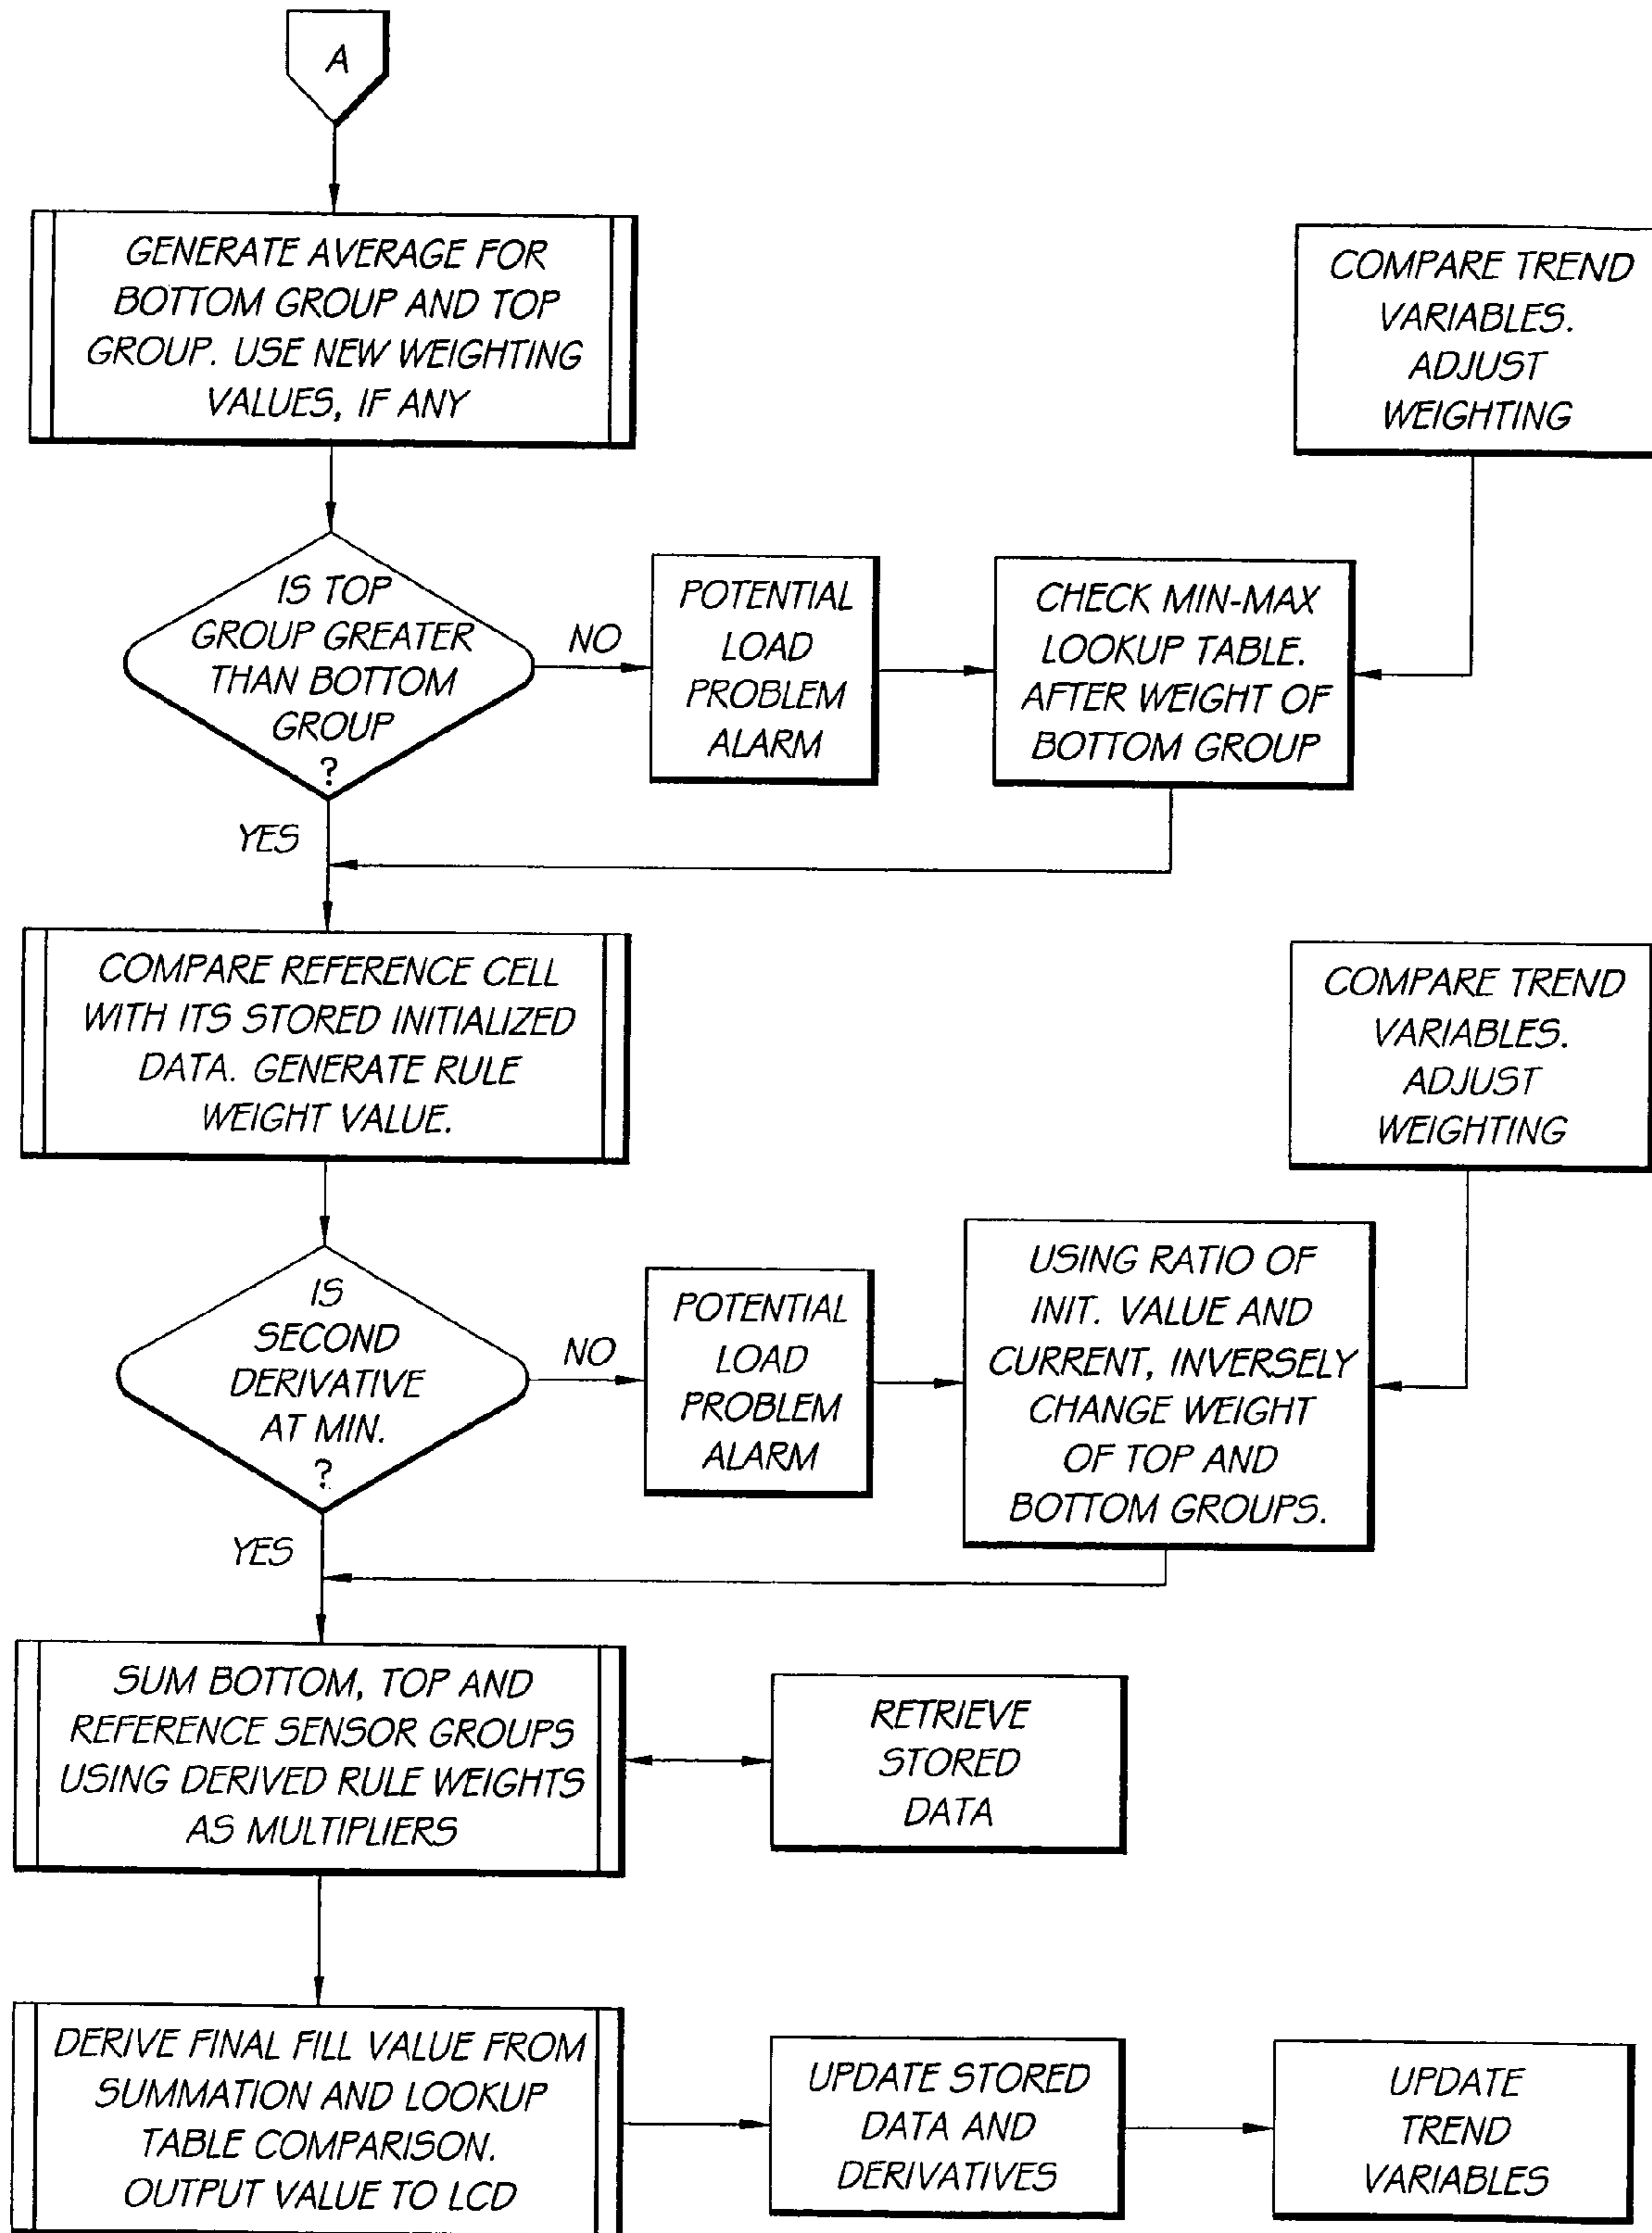 A
GENERATE AVERAGE FOR
BOTTOM GROUP AND TOP
GROUP. USE NEW WEIGHTING
VALUES, IF ANY
COMPARE TREND
VARIABLES.
ADJUST
WEIGHTING
IS TOP
GROUP GREATER
THAN BOTTOM
GROUP
?
NO
POTENTIAL
LOAD
PROBLEM
ALARM
CHECK MIN-MAX
LOOKUP TABLE.
AFTER WEIGHT OF
BOTTOM GROUP
YES
COMPARE REFERENCE CELL
WITH ITS STORED INITIALIZED
DATA. GENERATE RULE
WEIGHT VALUE.
COMPARE TREND
VARIABLES.
ADJUST
WEIGHTING
IS
SECOND
DERIVATIVE
AT MIN.
?
NO
POTENTIAL
LOAD
PROBLEM
ALARM
USING RATIO OF
INIT. VALUE AND
CURRENT, INVERSELY
CHANGE WEIGHT
OF TOP AND
BOTTOM GROUPS.
YES
SUM BOTTOM, TOP AND
REFERENCE SENSOR GROUPS
USING DERIVED RULE WEIGHTS
AS MULTIPLIERS
RETRIEVE
STORED
DATA
DERIVE FINAL FILL VALUE FROM
SUMMATION AND LOOKUP
TABLE COMPARISON.
OUTPUT VALUE TO LCD
UPDATE STORED
DATA AND
DERIVATIVES
UPDATE
TREND
VARIABLES